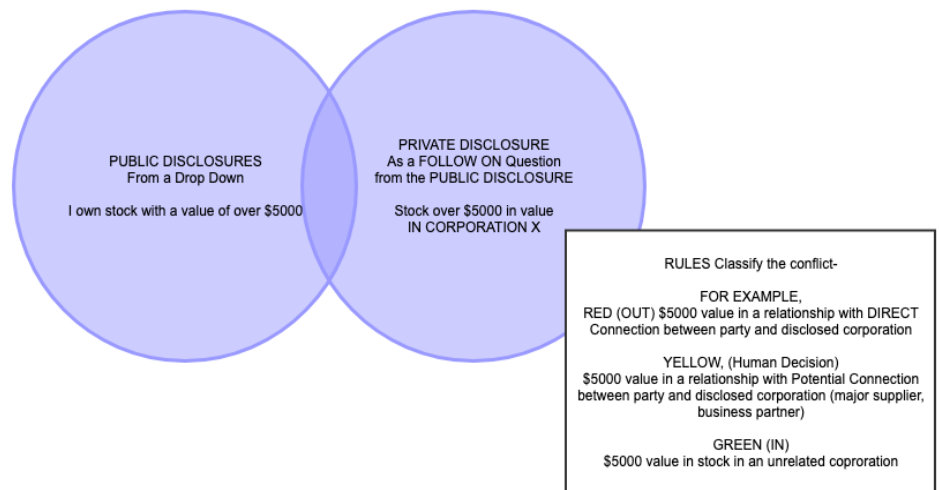 PUBLIC DISCLOSURES
From a Drop Down
I own stock with a value of over $5000
PRIVATE DISCLOSURE
As a FOLLOW ON Question
from the PUBLIC DISCLOSURE
Stock over $5000 in value
IN CORPORATION X
RULES Classify the conflict-
FOR EXAMPLE,
RED (OUT) $5000 value in a relationship with DIRECT
Connection between party and disclosed corporation
YELLOW, (Human Decision)
$5000 value in a relationship with Potential Connection
between party and disclosed corporation (major supplier,
business partner)
GREEN (IN)
$5000 value in stock in an unrelated coproration